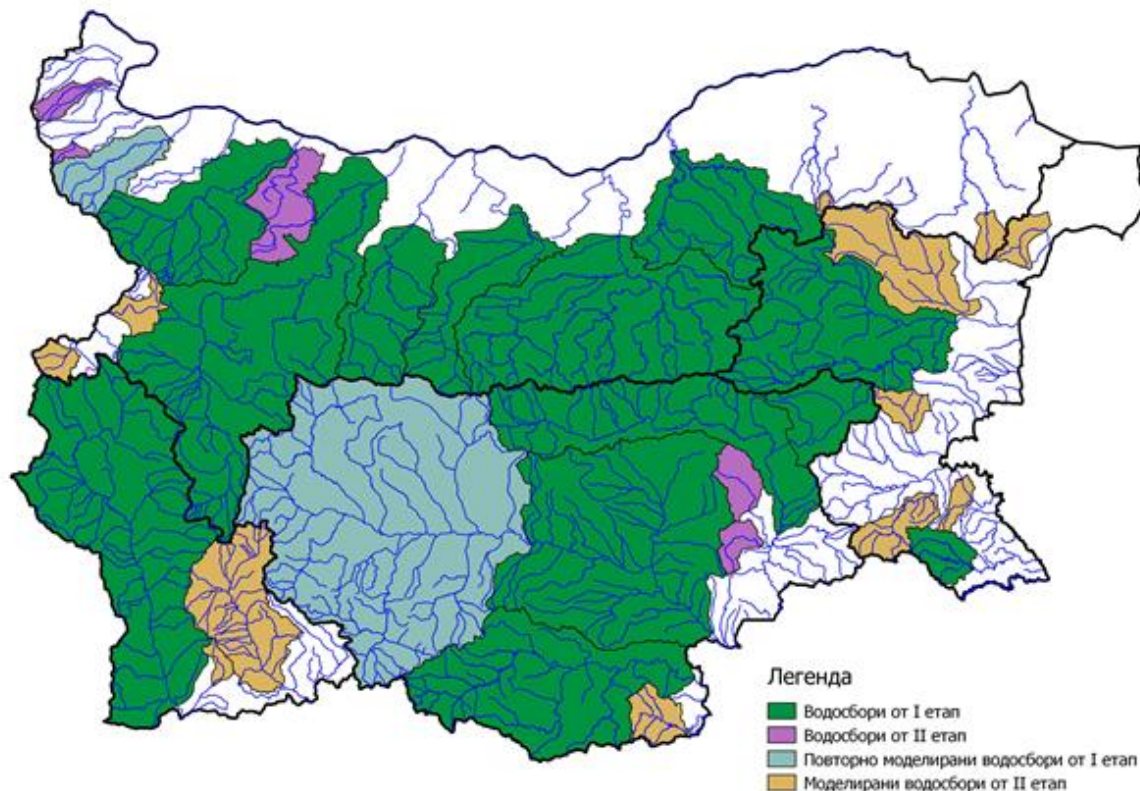 Легенда
Водосбори от I етап
Водосбори от II етап
Повторно моделирани водосбори от I етап
Моделирани водосбори от II етап